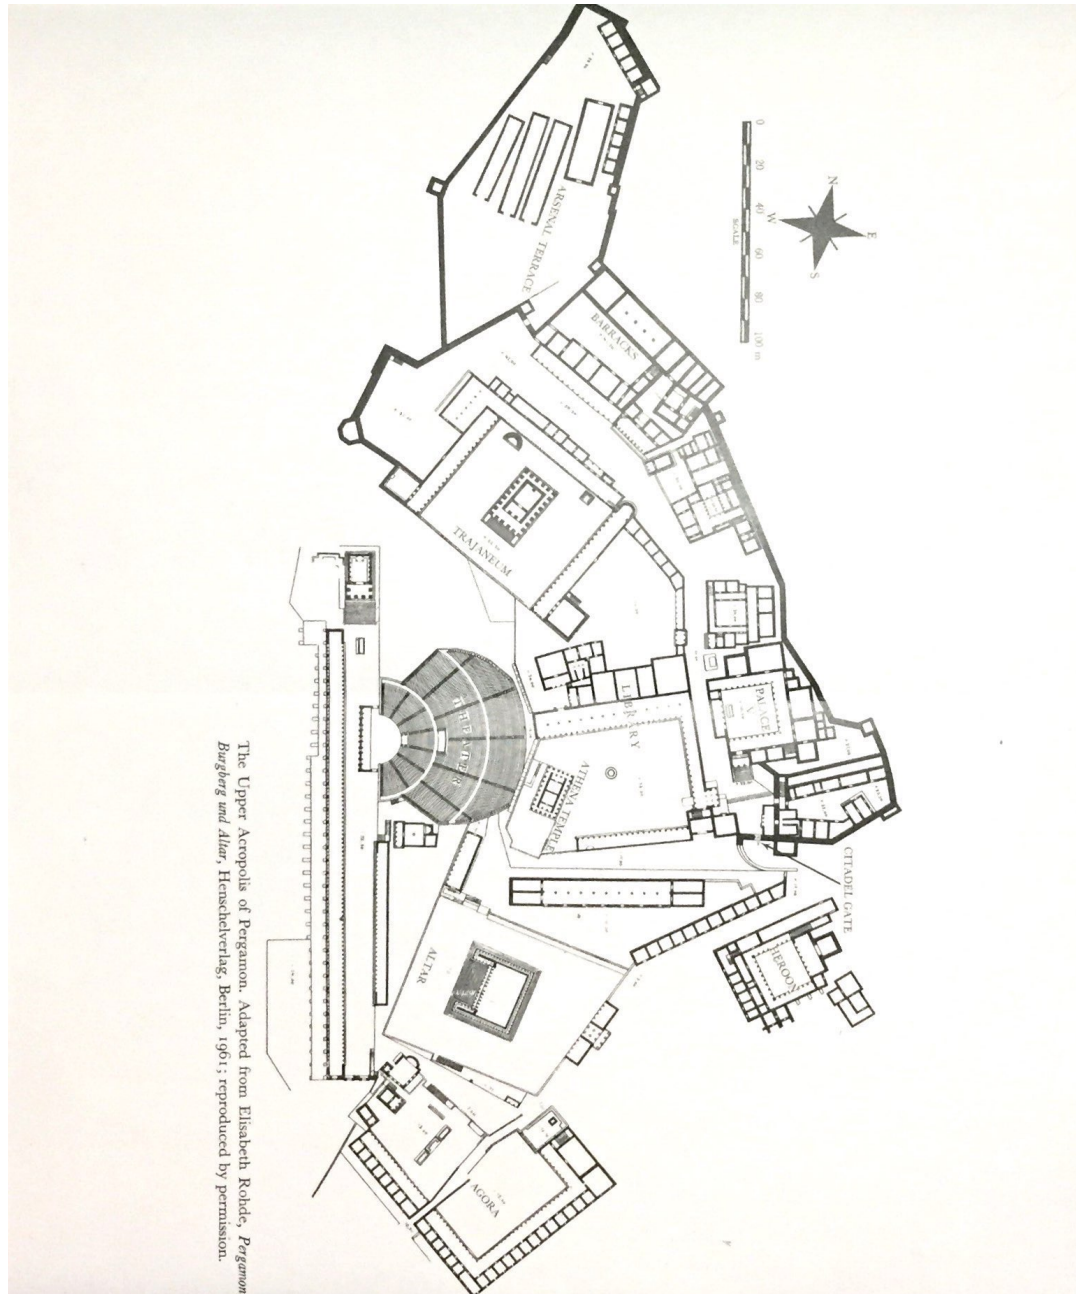 N
E
W
S
0 20 40 60 80 100 m
SCALE
ARSENAL TERRACE
BARRACKS
TRAJANEUM
PALACE
V
LIBRARY
THEATER
ATHENA TEMPLE
CITADEL GATE
HEROON
ALTAR
AGORA
The Upper Acropolis of Pergamon. Adapted from Elisabeth Rohde, Pergamon
Burgberg und Altar, Henschelverlag, Berlin, 1961; reproduced by permission.